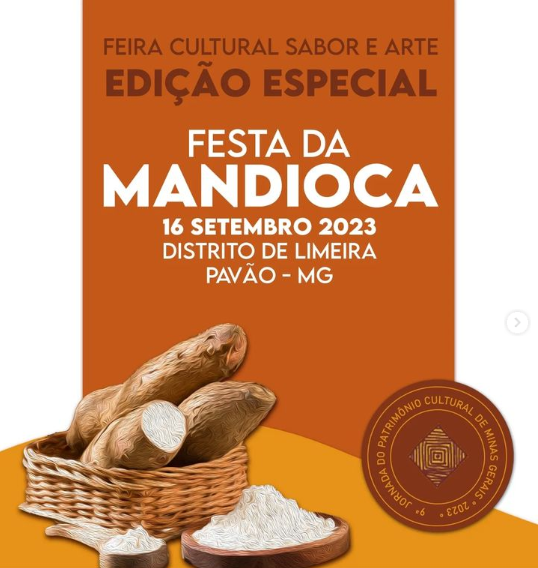 FEIRA CULTURAL SABOR E ARTE
EDIÇÃO ESPECIAL
FESTA DA
MANDIOCA
16 SETEMBRO 2023
DISTRITO DE LIMEIRA
PAVÃO - MG
9ª JORNADA DO PATRIMÔNIO CULTURAL DE MINAS GERAIS * 2023 *